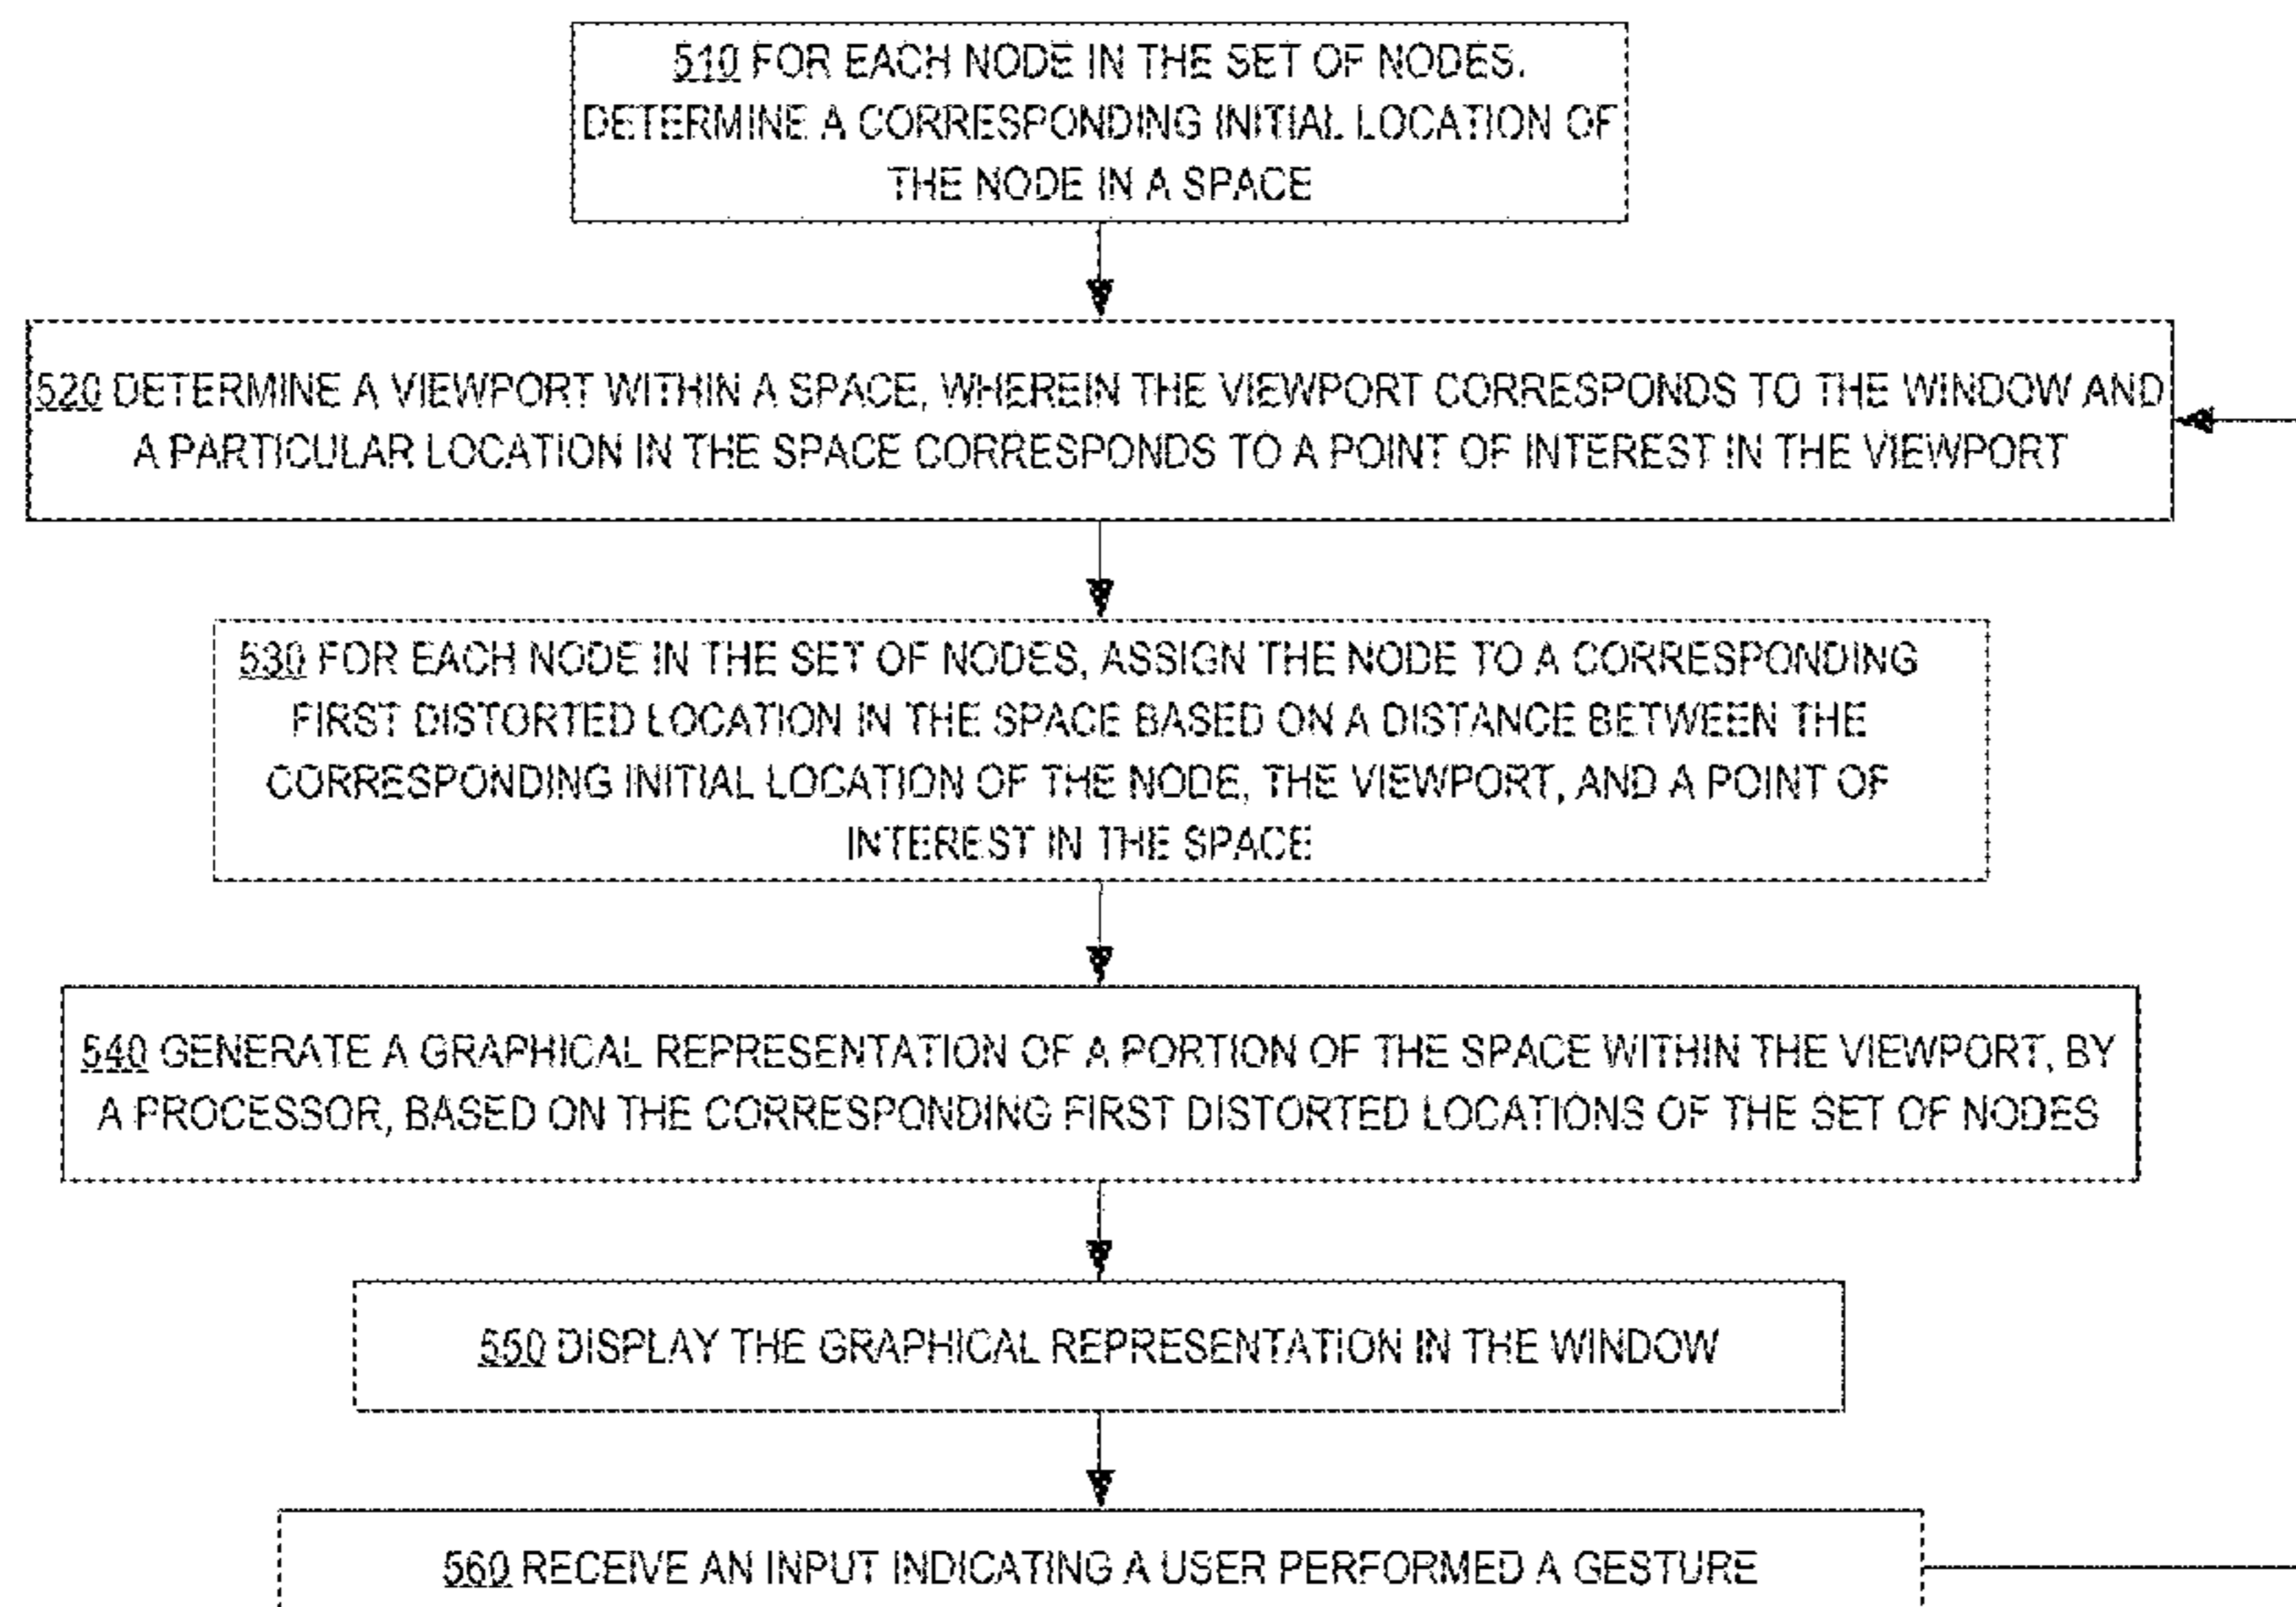 510 FOR EACH NODE IN THE SET OF NODES.
DETERMINE A CORRESPONDING INITIAL LOCATION OF
THE NODE IN A SPACE
520 DETERMINE A VIEWPORT WITHIN A SPACE, WHEREIN THE VIEWPORT CORRESPONDS TO THE WINDOW AND
A PARTICULAR LOCATION IN THE SPACE CORRESPONDS TO A POINT OF INTEREST IN THE VIEWPORT
530 FOR EACH NODE IN THE SET OF NODES, ASSIGN THE NODE TO A CORRESPONDING
FIRST DISTORTED LOCATION IN THE SPACE BASED ON A DISTANCE BETWEEN THE
CORRESPONDING INITIAL LOCATION OF THE NODE, THE VIEWPORT, AND A POINT OF
INTEREST IN THE SPACE
540 GENERATE A GRAPHICAL REPRESENTATION OF A PORTION OF THE SPACE WITHIN THE VIEWPORT, BY
A PROCESSOR, BASED ON THE CORRESPONDING FIRST DISTORTED LOCATIONS OF THE SET OF NODES
550 DISPLAY THE GRAPHICAL REPRESENTATION IN THE WINDOW
560 RECEIVE AN INPUT INDICATING A USER PERFORMED A GESTURE